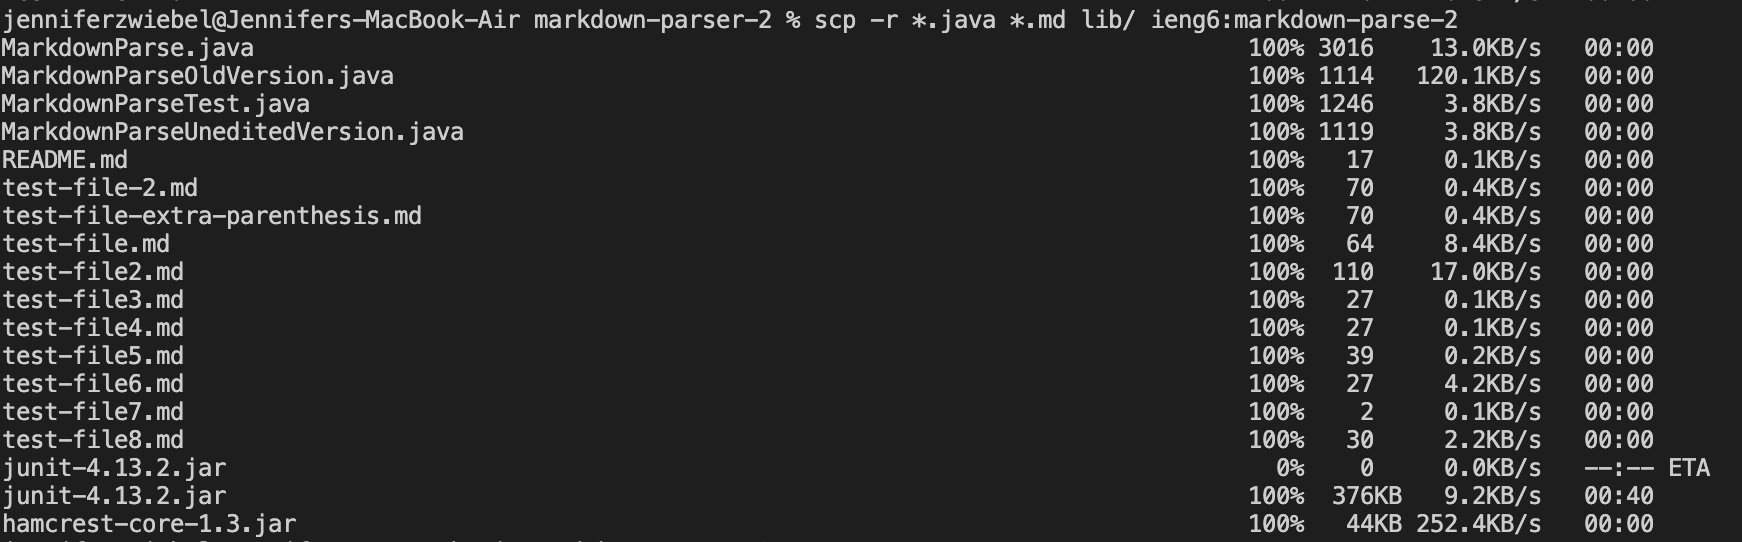 jenniferzwiebel@Jennifers-MacBook-Air markdown-parser-2 % scp -r *.java *.md lib/ ieng6:markdown-parse-2
MarkdownParse.java 100% 3016 13.0KB/s 00:00
MarkdownParseOldVersion.java 100% 1114 120.1KB/s 00:00
MarkdownParseTest.java 100% 1246 3.8KB/s 00:00
MarkdownParseUneditedVersion.java 100% 1119 3.8KB/s 00:00
README.md 100% 17 0.1KB/s 00:00
test-file-2.md 100% 70 0.4KB/s 00:00
test-file-extra-parenthesis.md 100% 70 0.4KB/s 00:00
test-file.md 100% 64 8.4KB/s 00:00
test-file2.md 100% 110 17.0KB/s 00:00
test-file3.md 100% 27 0.1KB/s 00:00
test-file4.md 100% 27 0.1KB/s 00:00
test-file5.md 100% 39 0.2KB/s 00:00
test-file6.md 100% 27 4.2KB/s 00:00
test-file7.md 100% 2 0.1KB/s 00:00
test-file8.md 100% 30 2.2KB/s 00:00
junit-4.13.2.jar 0% 0 0.0KB/s --:-- ETA
junit-4.13.2.jar 100% 376KB 9.2KB/s 00:40
hamcrest-core-1.3.jar 100% 44KB 252.4KB/s 00:00